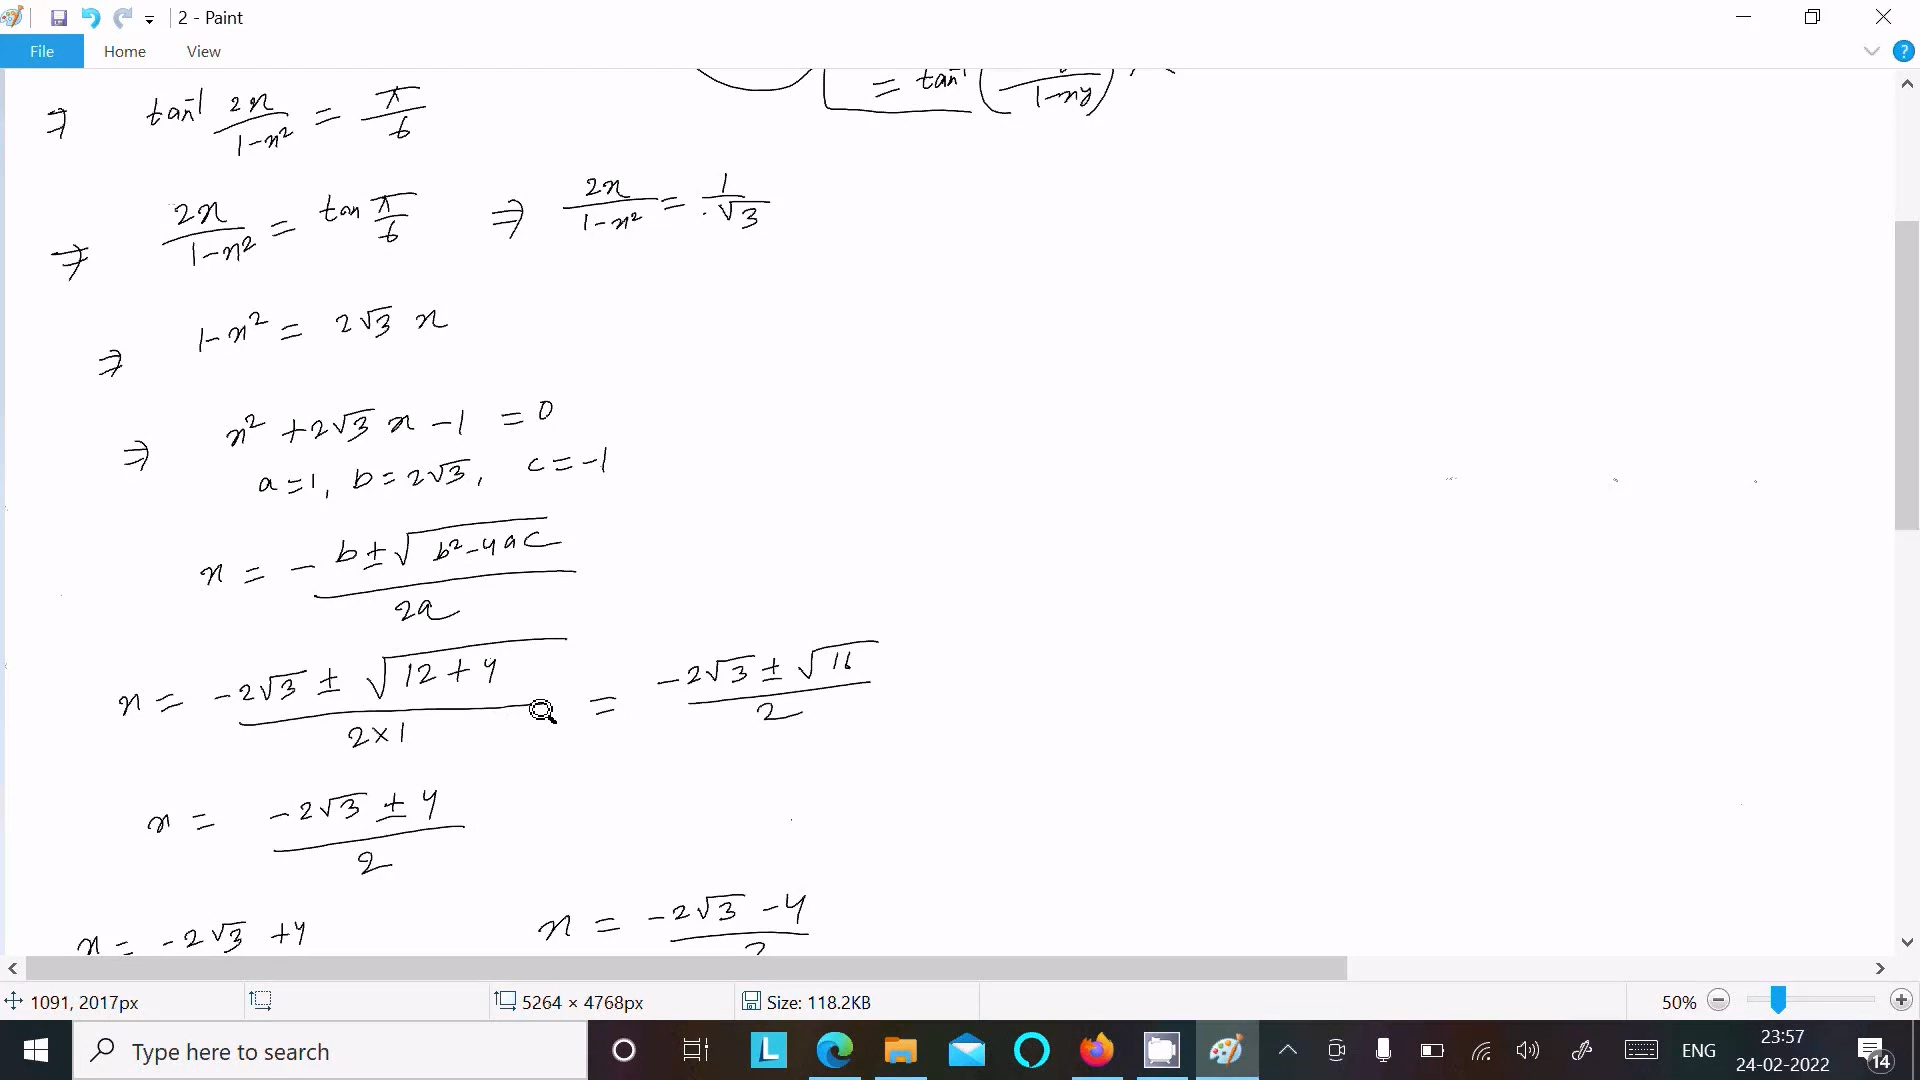 2 - Paint
File Home View
= tan⁻¹ ( / 1-xy)
⇒ tan⁻¹ 2x/1-x² = π/6
⇒ 2x/1-x² = tan π/6 ⇒ 2x/1-x² = 1/√3
⇒ 1-x² = 2√3 x
⇒ x² + 2√3 x - 1 = 0
a=1, b=2√3, c=-1
x = - b±√b²-4ac / 2a
x = -2√3 ± √12+4 / 2×1 = -2√3 ± √16 / 2
x = -2√3 ± 4 / 2
x = -2√3 +4 x = -2√3 -4 / 2
1091, 2017px 5264 × 4768px Size: 118.2KB 50%
Type here to search L ENG 23:57
24-02-2022 14